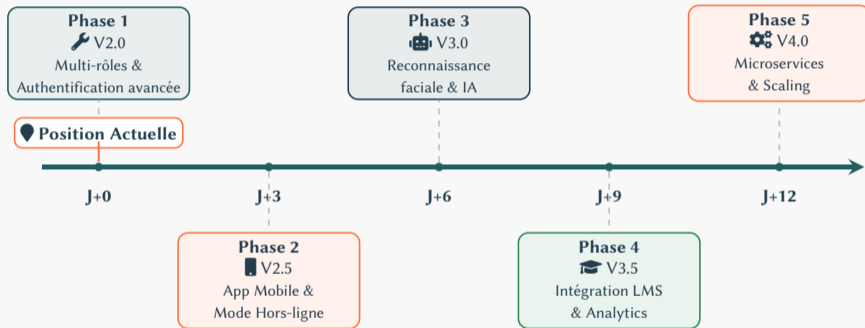 Phase 1
V2.0
Multi-rôles &
Authentification avancée
Phase 3
V3.0
Reconnaissance
faciale & IA
Phase 5
V4.0
Microservices
& Scaling
Position Actuelle
J+0
J+3
J+6
J+9
J+12
Phase 2
V2.5
App Mobile &
Mode Hors-ligne
Phase 4
V3.5
Intégration LMS
& Analytics